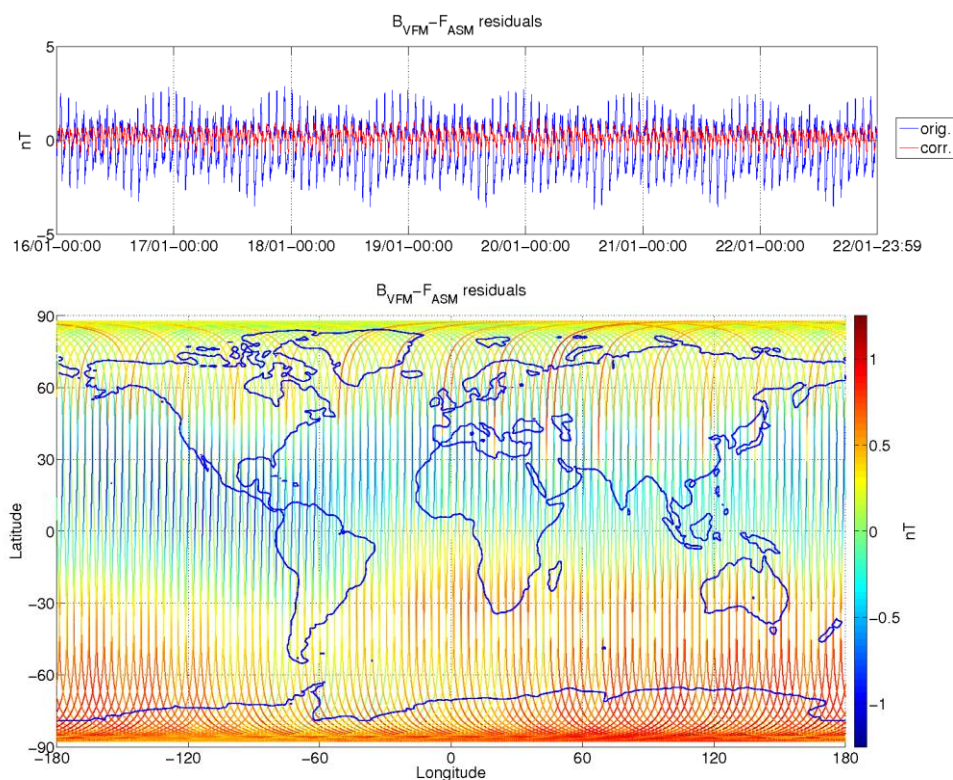 B_VFM−F_ASM residuals
5
0
−5
nT
16/01−00:00 17/01−00:00 18/01−00:00 19/01−00:00 20/01−00:00 21/01−00:00 22/01−00:00 22/01−23:59
orig.
corr.
B_VFM−F_ASM residuals
90
60
30
0
−30
−60
−90
Latitude
−180 −120 −60 0 60 120 180
Longitude
1
0.5
0
−0.5
−1
nT